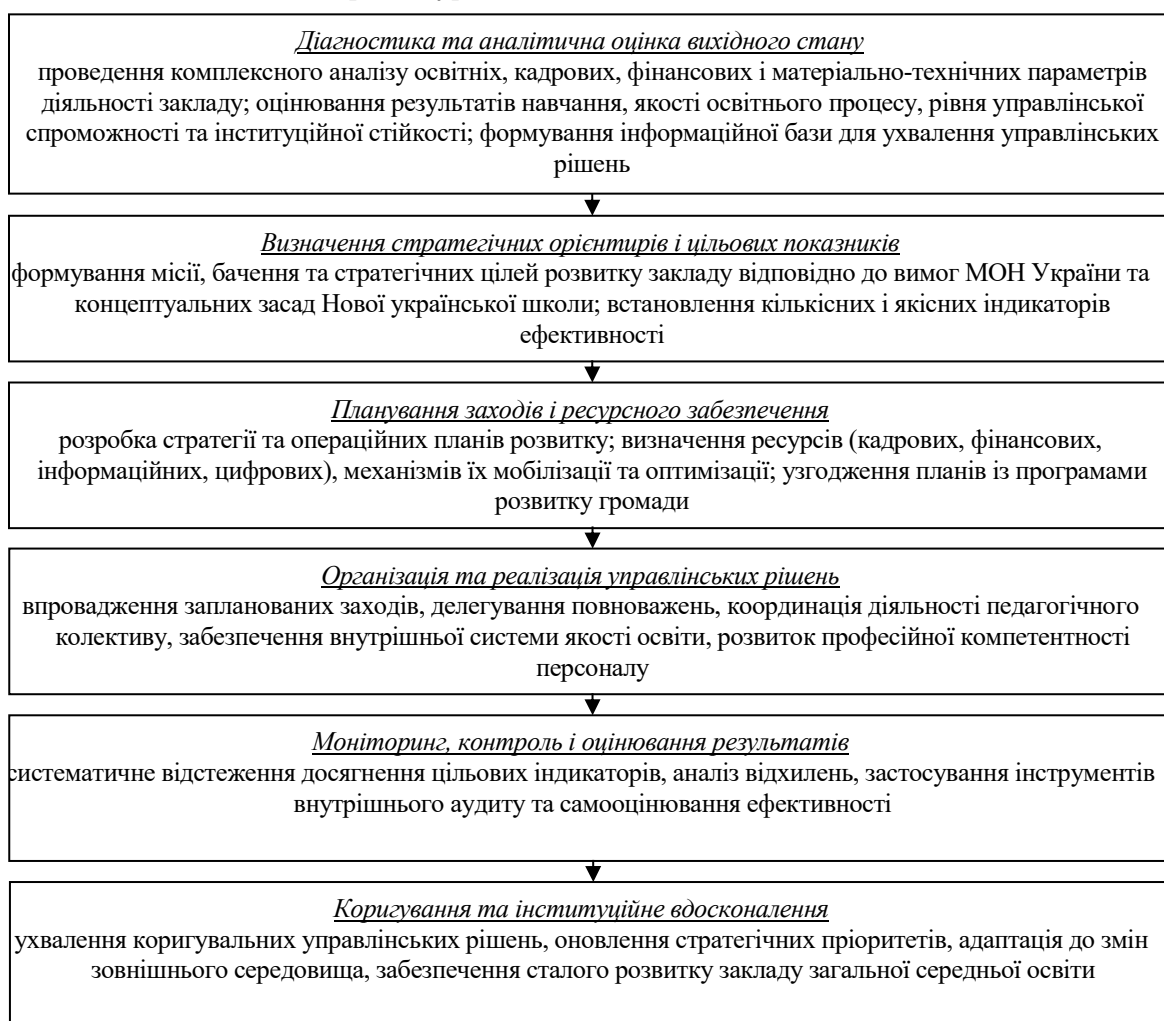 Діагностика та аналітична оцінка вихідного стану
проведення комплексного аналізу освітніх, кадрових, фінансових і матеріально-технічних параметрів
діяльності закладу; оцінювання результатів навчання, якості освітнього процесу, рівня управлінської
спроможності та інституційної стійкості; формування інформаційної бази для ухвалення управлінських
рішень
Визначення стратегічних орієнтирів і цільових показників
формування місії, бачення та стратегічних цілей розвитку закладу відповідно до вимог МОН України та
концептуальних засад Нової української школи; встановлення кількісних і якісних індикаторів
ефективності
Планування заходів і ресурсного забезпечення
розробка стратегії та операційних планів розвитку; визначення ресурсів (кадрових, фінансових,
інформаційних, цифрових), механізмів їх мобілізації та оптимізації; узгодження планів із програмами
розвитку громади
Організація та реалізація управлінських рішень
впровадження запланованих заходів, делегування повноважень, координація діяльності педагогічного
колективу, забезпечення внутрішньої системи якості освіти, розвиток професійної компетентності
персоналу
Моніторинг, контроль і оцінювання результатів
систематичне відстеження досягнення цільових індикаторів, аналіз відхилень, застосування інструментів
внутрішнього аудиту та самооцінювання ефективності
Коригування та інституційне вдосконалення
ухвалення коригувальних управлінських рішень, оновлення стратегічних пріоритетів, адаптація до змін
зовнішнього середовища, забезпечення сталого розвитку закладу загальної середньої освіти